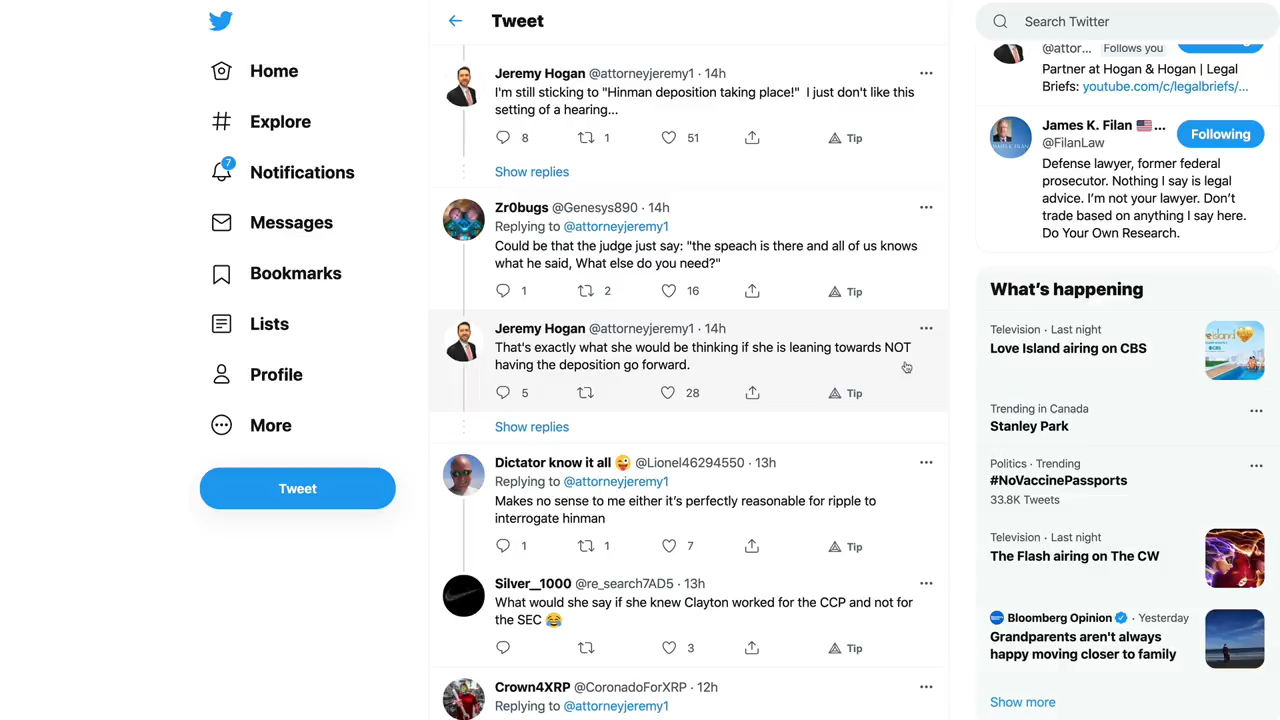 Home
Explore
7
Notifications
Messages
Bookmarks
Lists
Profile
More
Tweet
Tweet
Jeremy Hogan @attorneyjeremy1 · 14h
I'm still sticking to "Hinman deposition taking place!" I just don't like this
setting of a hearing...
8 1 51 Tip
Show replies
Zr0bugs @Genesys890 · 14h
Replying to @attorneyjeremy1
Could be that the judge just say: "the speach is there and all of us knows
what he said, What else do you need?"
1 2 16 Tip
Jeremy Hogan @attorneyjeremy1 · 14h
That's exactly what she would be thinking if she is leaning towards NOT
having the deposition go forward.
5 28 Tip
Show replies
Dictator know it all 😜 @Lionel46294550 · 13h
Replying to @attorneyjeremy1
Makes no sense to me either it's perfectly reasonable for ripple to
interrogate hinman
1 1 7 Tip
Silver__1000 @re_search7AD5 · 13h
What would she say if she knew Clayton worked for the CCP and not for
the SEC 😂
3 Tip
Crown4XRP @CoronadoForXRP · 12h
Replying to @attorneyjeremy1
Search Twitter
@attor... Follows you
Partner at Hogan & Hogan | Legal
Briefs: youtube.com/c/legalbriefs/...
James K. Filan 🇺🇸...
Following
@FilanLaw
Defense lawyer, former federal
prosecutor. Nothing I say is legal
advice. I'm not your lawyer. Don't
trade based on anything I say here.
Do Your Own Research.
What's happening
Television · Last night
Love Island airing on CBS
Trending in Canada
Stanley Park
Politics · Trending
#NoVaccinePassports
33.8K Tweets
Television · Last night
The Flash airing on The CW
Bloomberg Opinion · Yesterday
Grandparents aren't always
happy moving closer to family
Show more